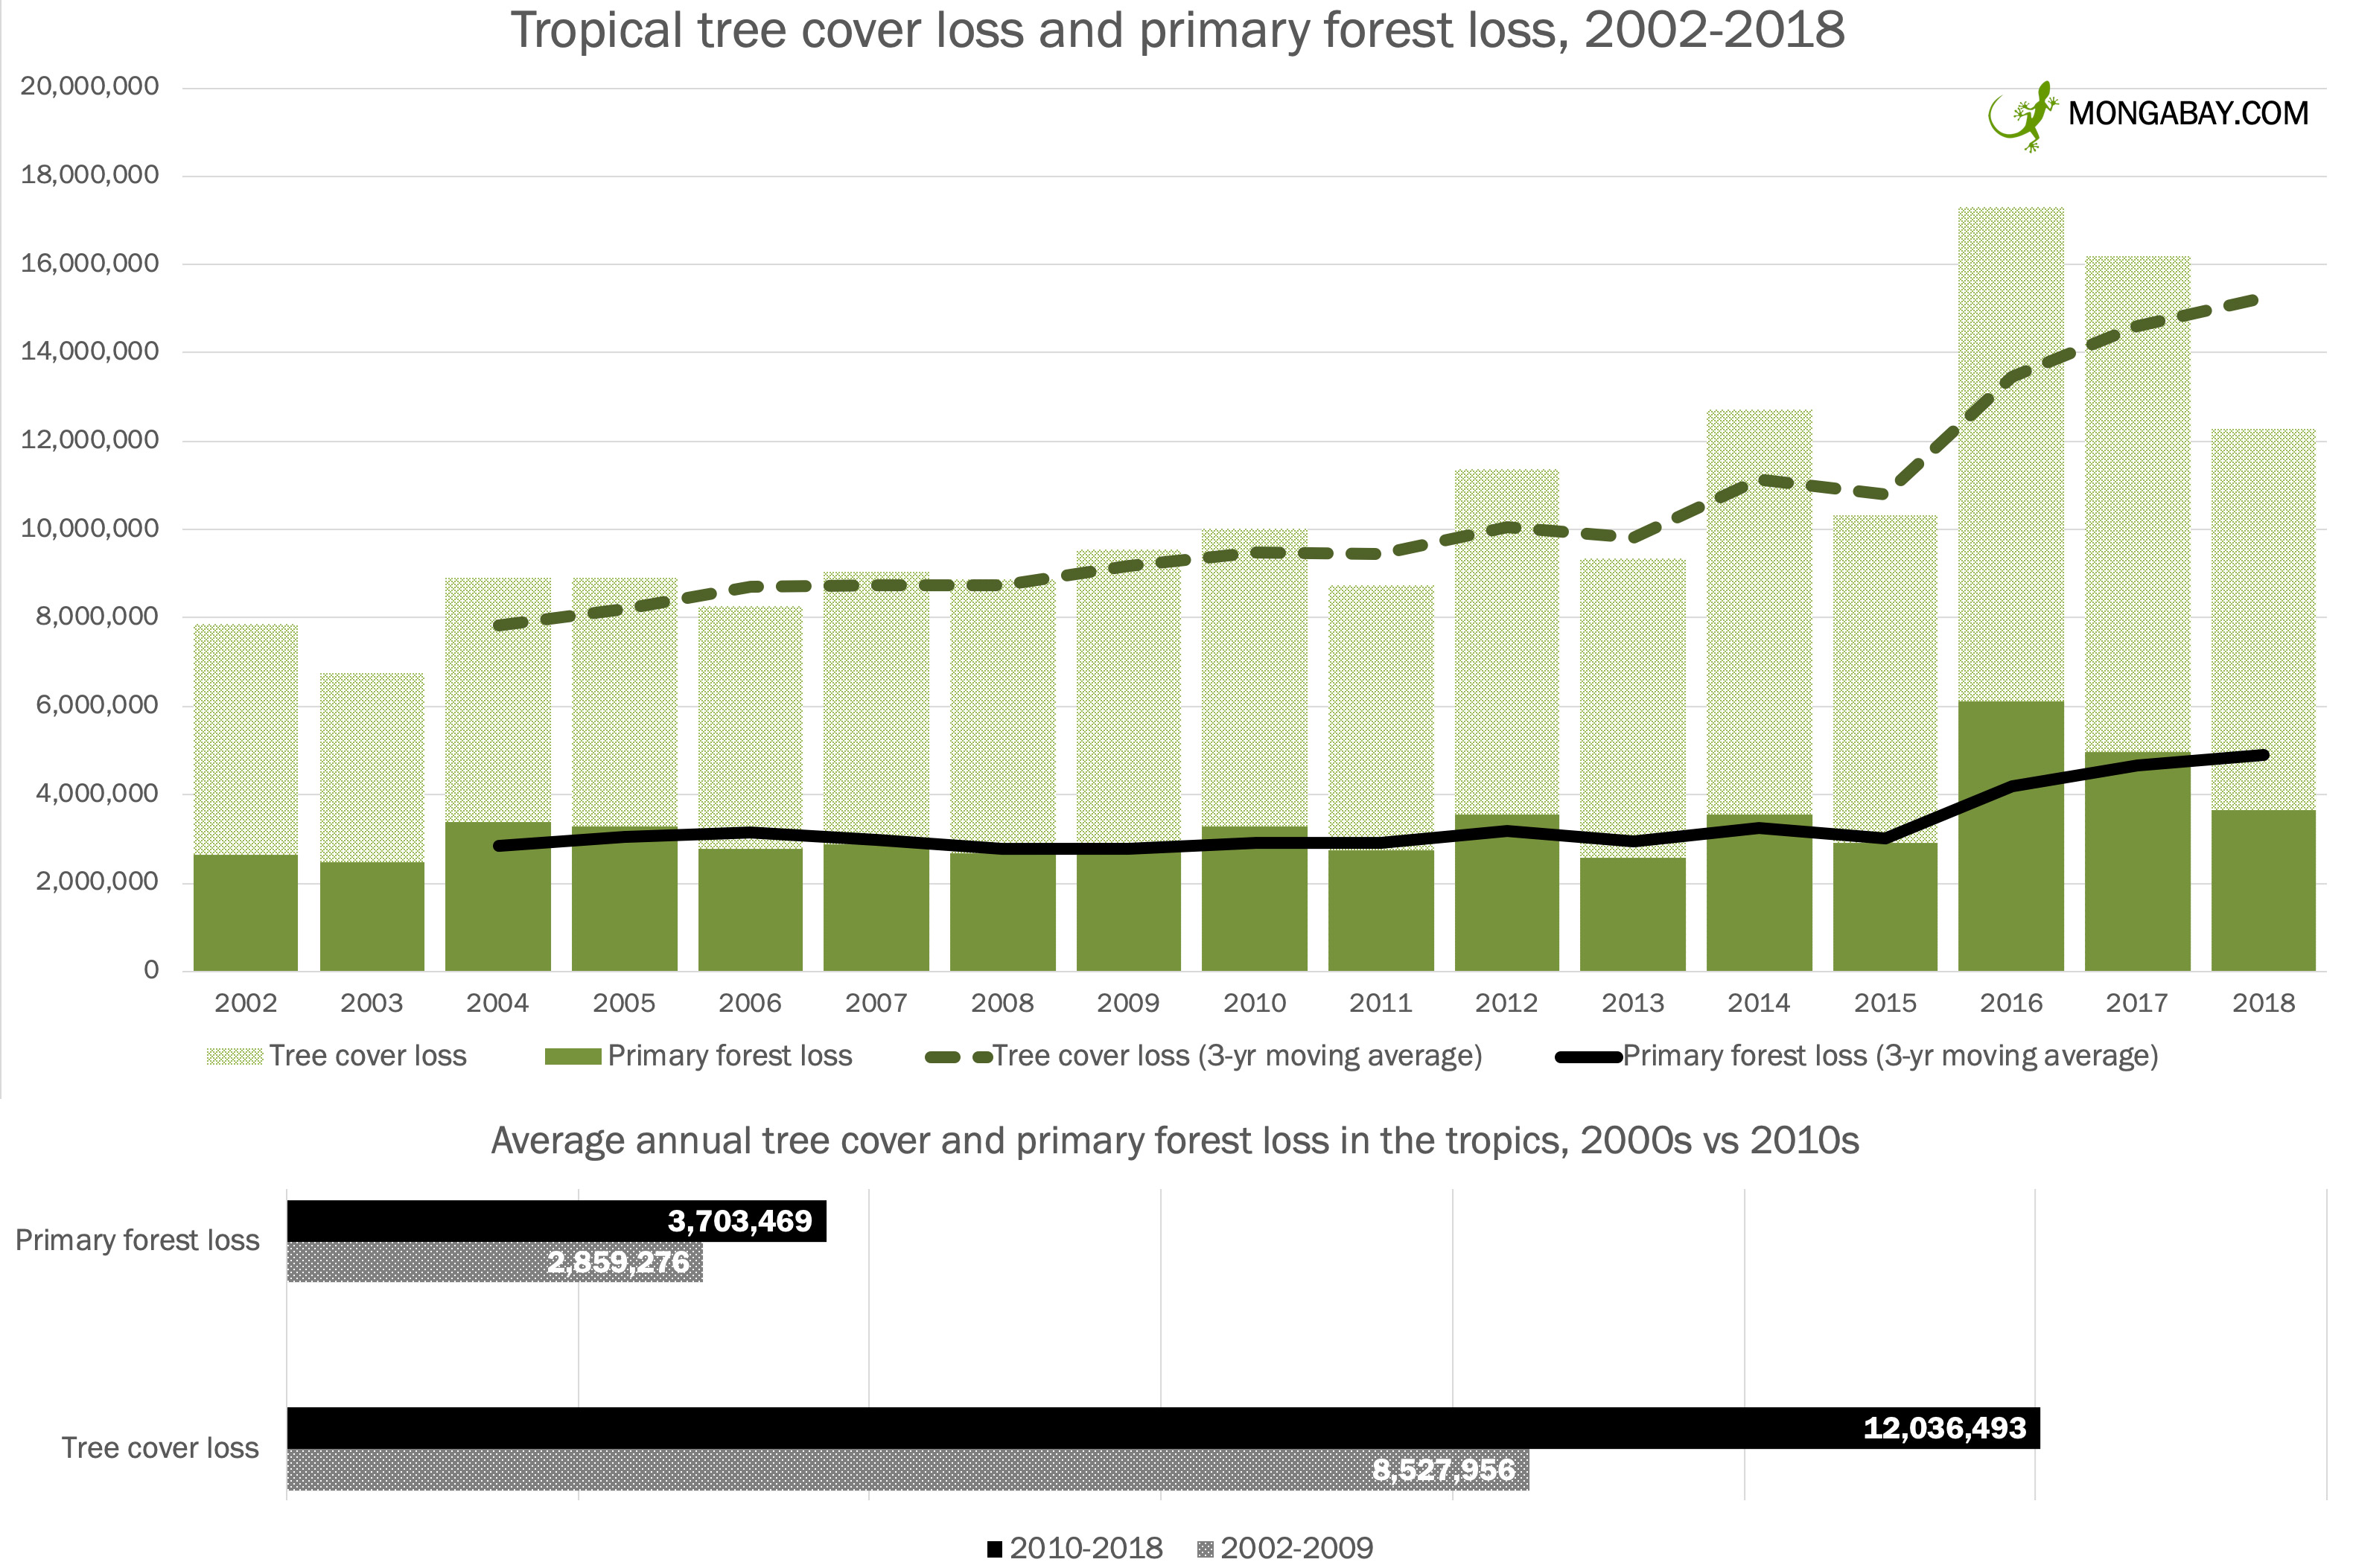 Tropical tree cover loss and primary forest loss, 2002-2018
MONGABAY.COM
20,000,000
18,000,000
16,000,000
14,000,000
12,000,000
10,000,000
8,000,000
6,000,000
4,000,000
2,000,000
0
2002 2003 2004 2005 2006 2007 2008 2009 2010 2011 2012 2013 2014 2015 2016 2017 2018
Tree cover loss Primary forest loss Tree cover loss (3-yr moving average) Primary forest loss (3-yr moving average)
Average annual tree cover and primary forest loss in the tropics, 2000s vs 2010s
Primary forest loss
3,703,469
2,859,276
Tree cover loss
12,036,493
8,527,956
2010-2018 2002-2009